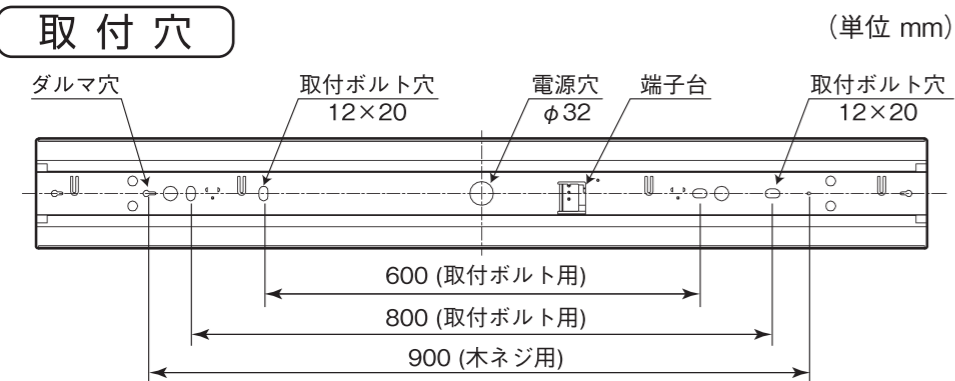 取付穴
(単位 mm)
ダルマ穴
取付ボルト穴
12×20
電源穴
φ32
端子台
取付ボルト穴
12×20
600 (取付ボルト用)
800 (取付ボルト用)
900 (木ネジ用)